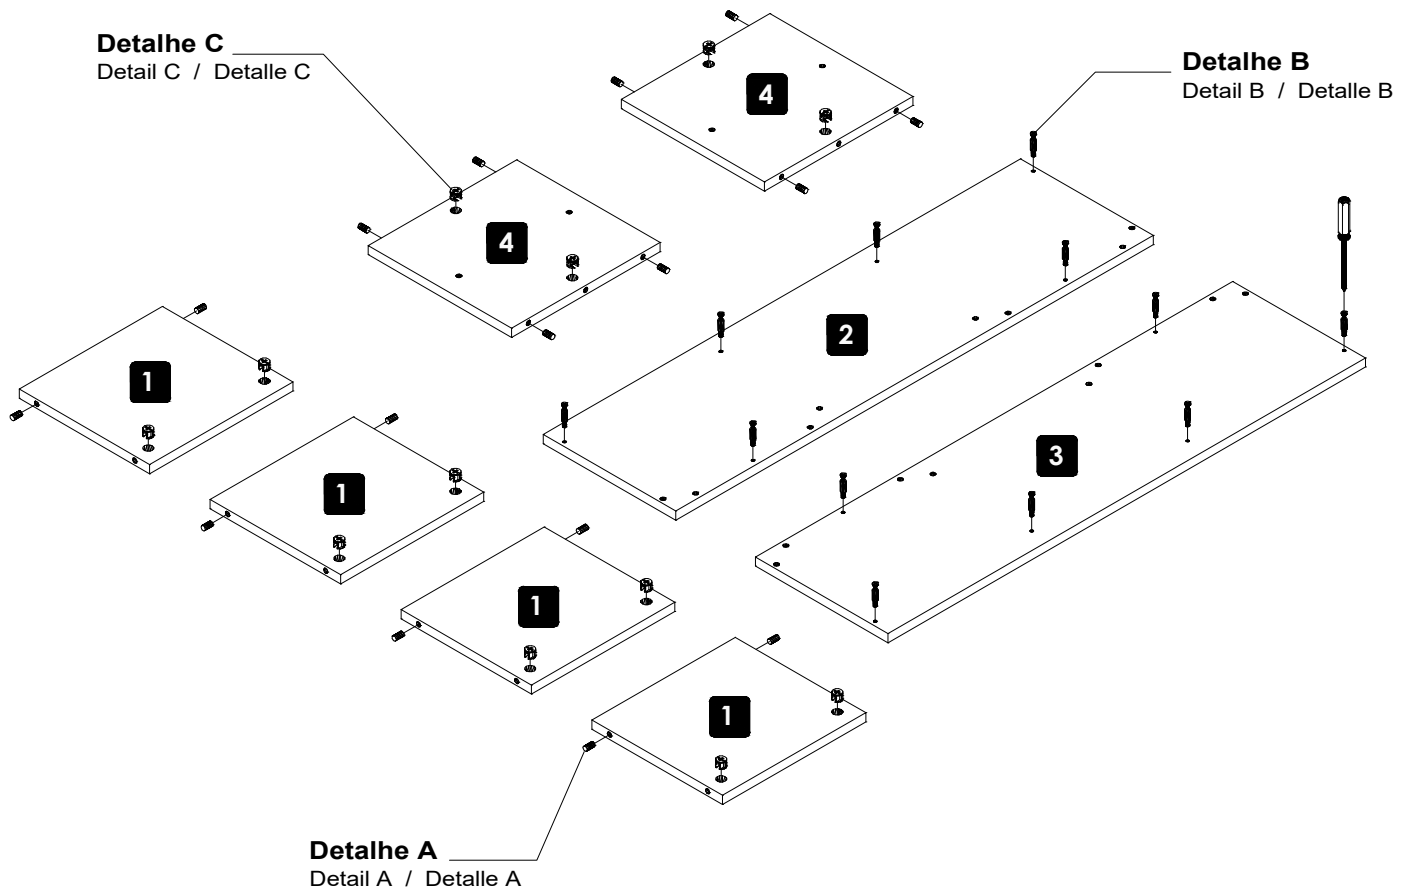 Detalhe C
Detail C / Detalle C
4
Detalhe B
Detail B / Detalle B
4
2
1
3
1
1
1
Detalhe A
Detail A / Detalle A